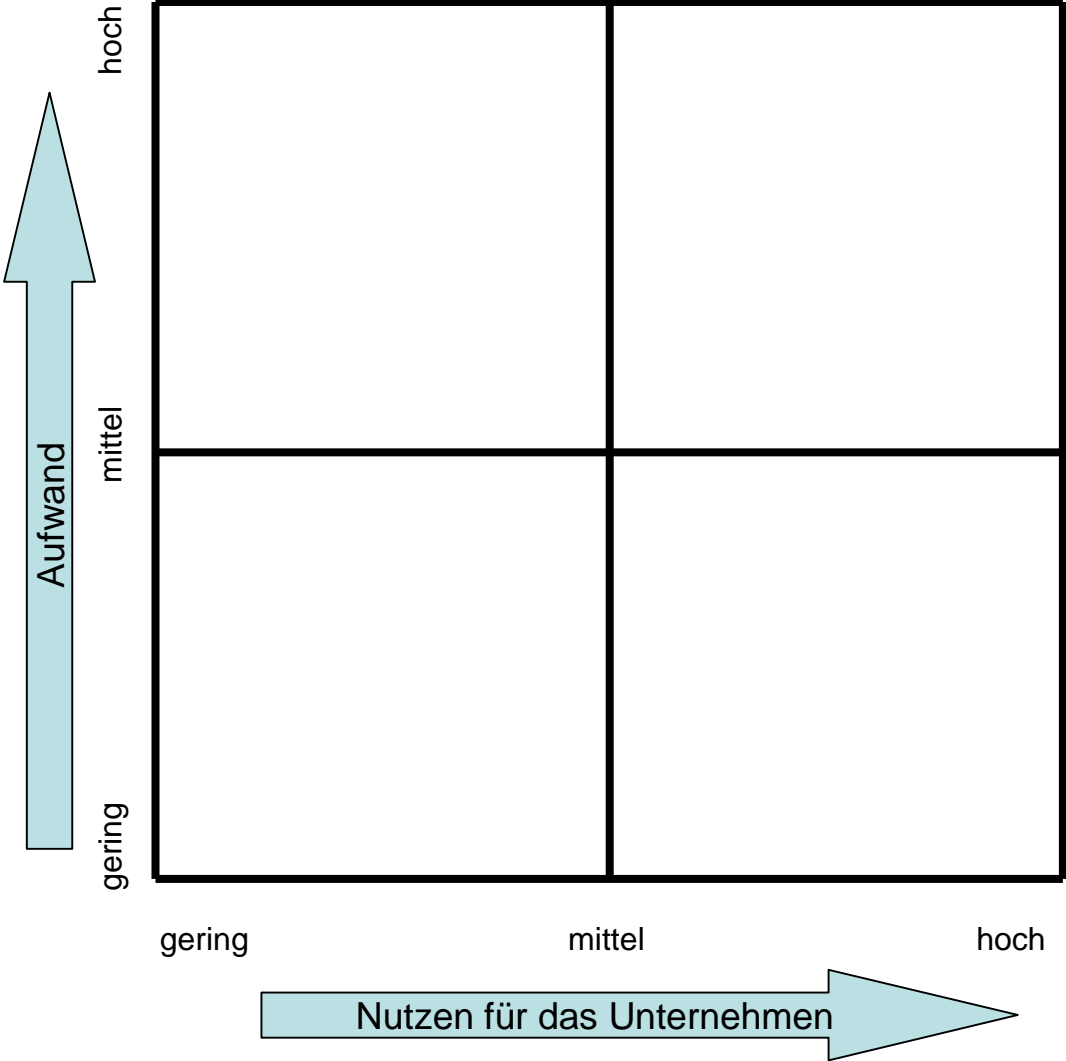 hoch
mittel
Aufwand
gering
gering mittel hoch
Nutzen für das Unternehmen